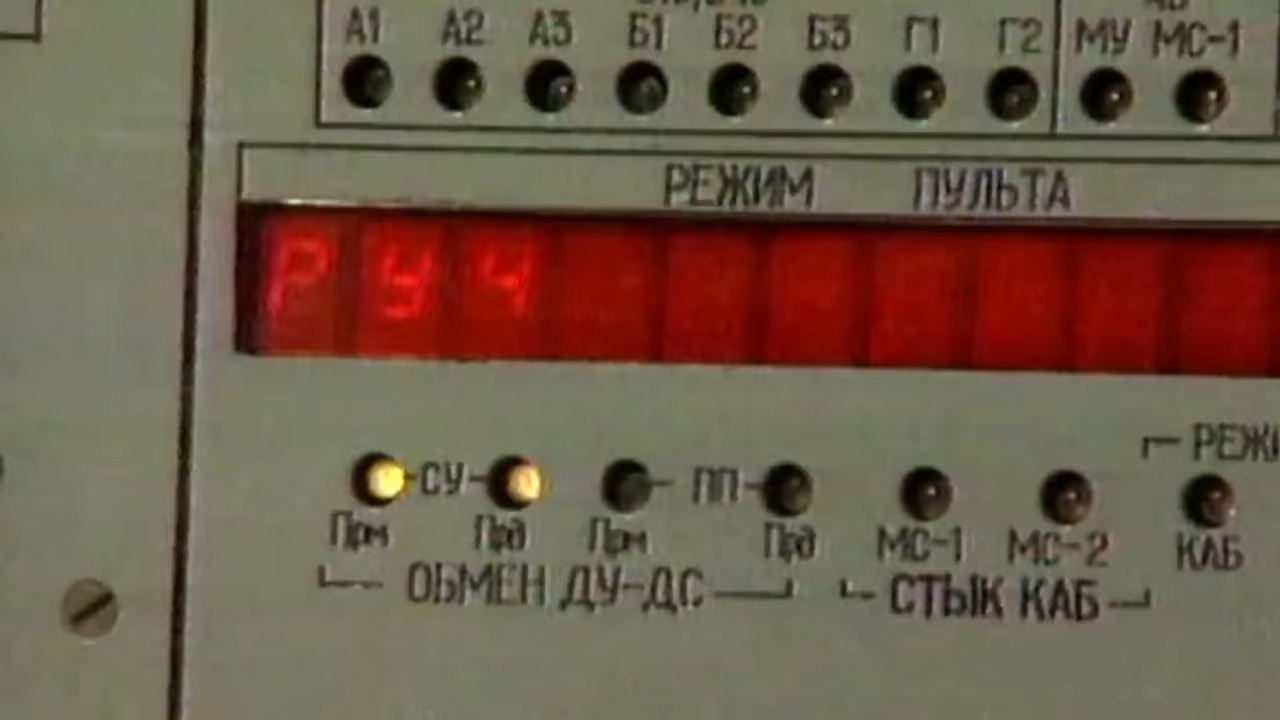 А1 А2 А3 Б1 Б2 Б3 Г1 Г2 МУ МС-1
РЕЖИМ ПУЛЬТА
РУЧ
РЕЖИ
СУ ПП
Прм Прд Прм Прд МС-1 МС-2 КАБ
ОБМЕН ДУ-ДС СТЫК КАБ